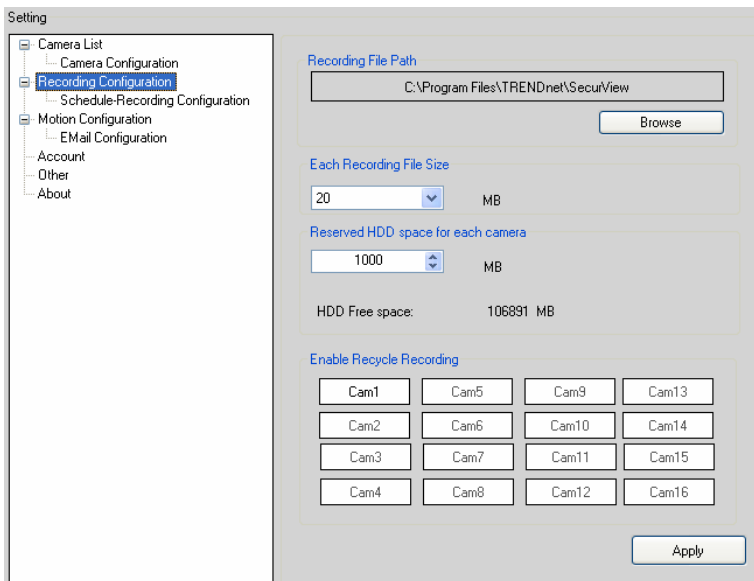 Setting
Camera List
Camera Configuration
Recording Configuration
Schedule-Recording Configuration
Motion Configuration
EMail Configuration
Account
Other
About
Recording File Path
C:\Program Files\TRENDnet\SecurView
Browse
Each Recording File Size
20 MB
Reserved HDD space for each camera
1000 MB
HDD Free space: 106891 MB
Enable Recycle Recording
Cam1 Cam5 Cam9 Cam13
Cam2 Cam6 Cam10 Cam14
Cam3 Cam7 Cam11 Cam15
Cam4 Cam8 Cam12 Cam16
Apply